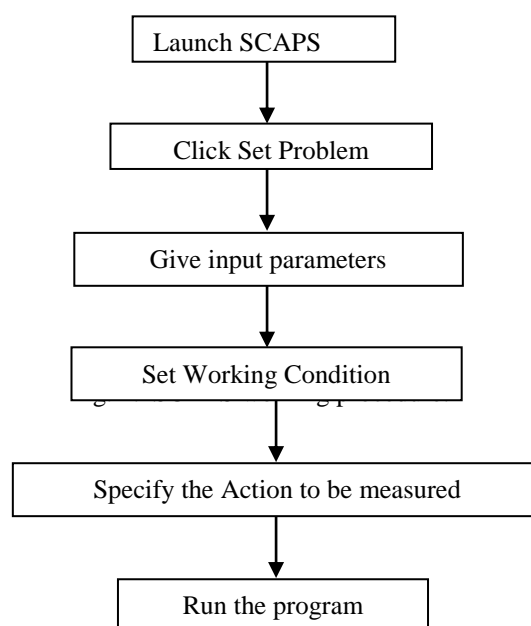 Launch SCAPS
Click Set Problem
Give input parameters
Set Working Condition
Specify the Action to be measured
Run the program